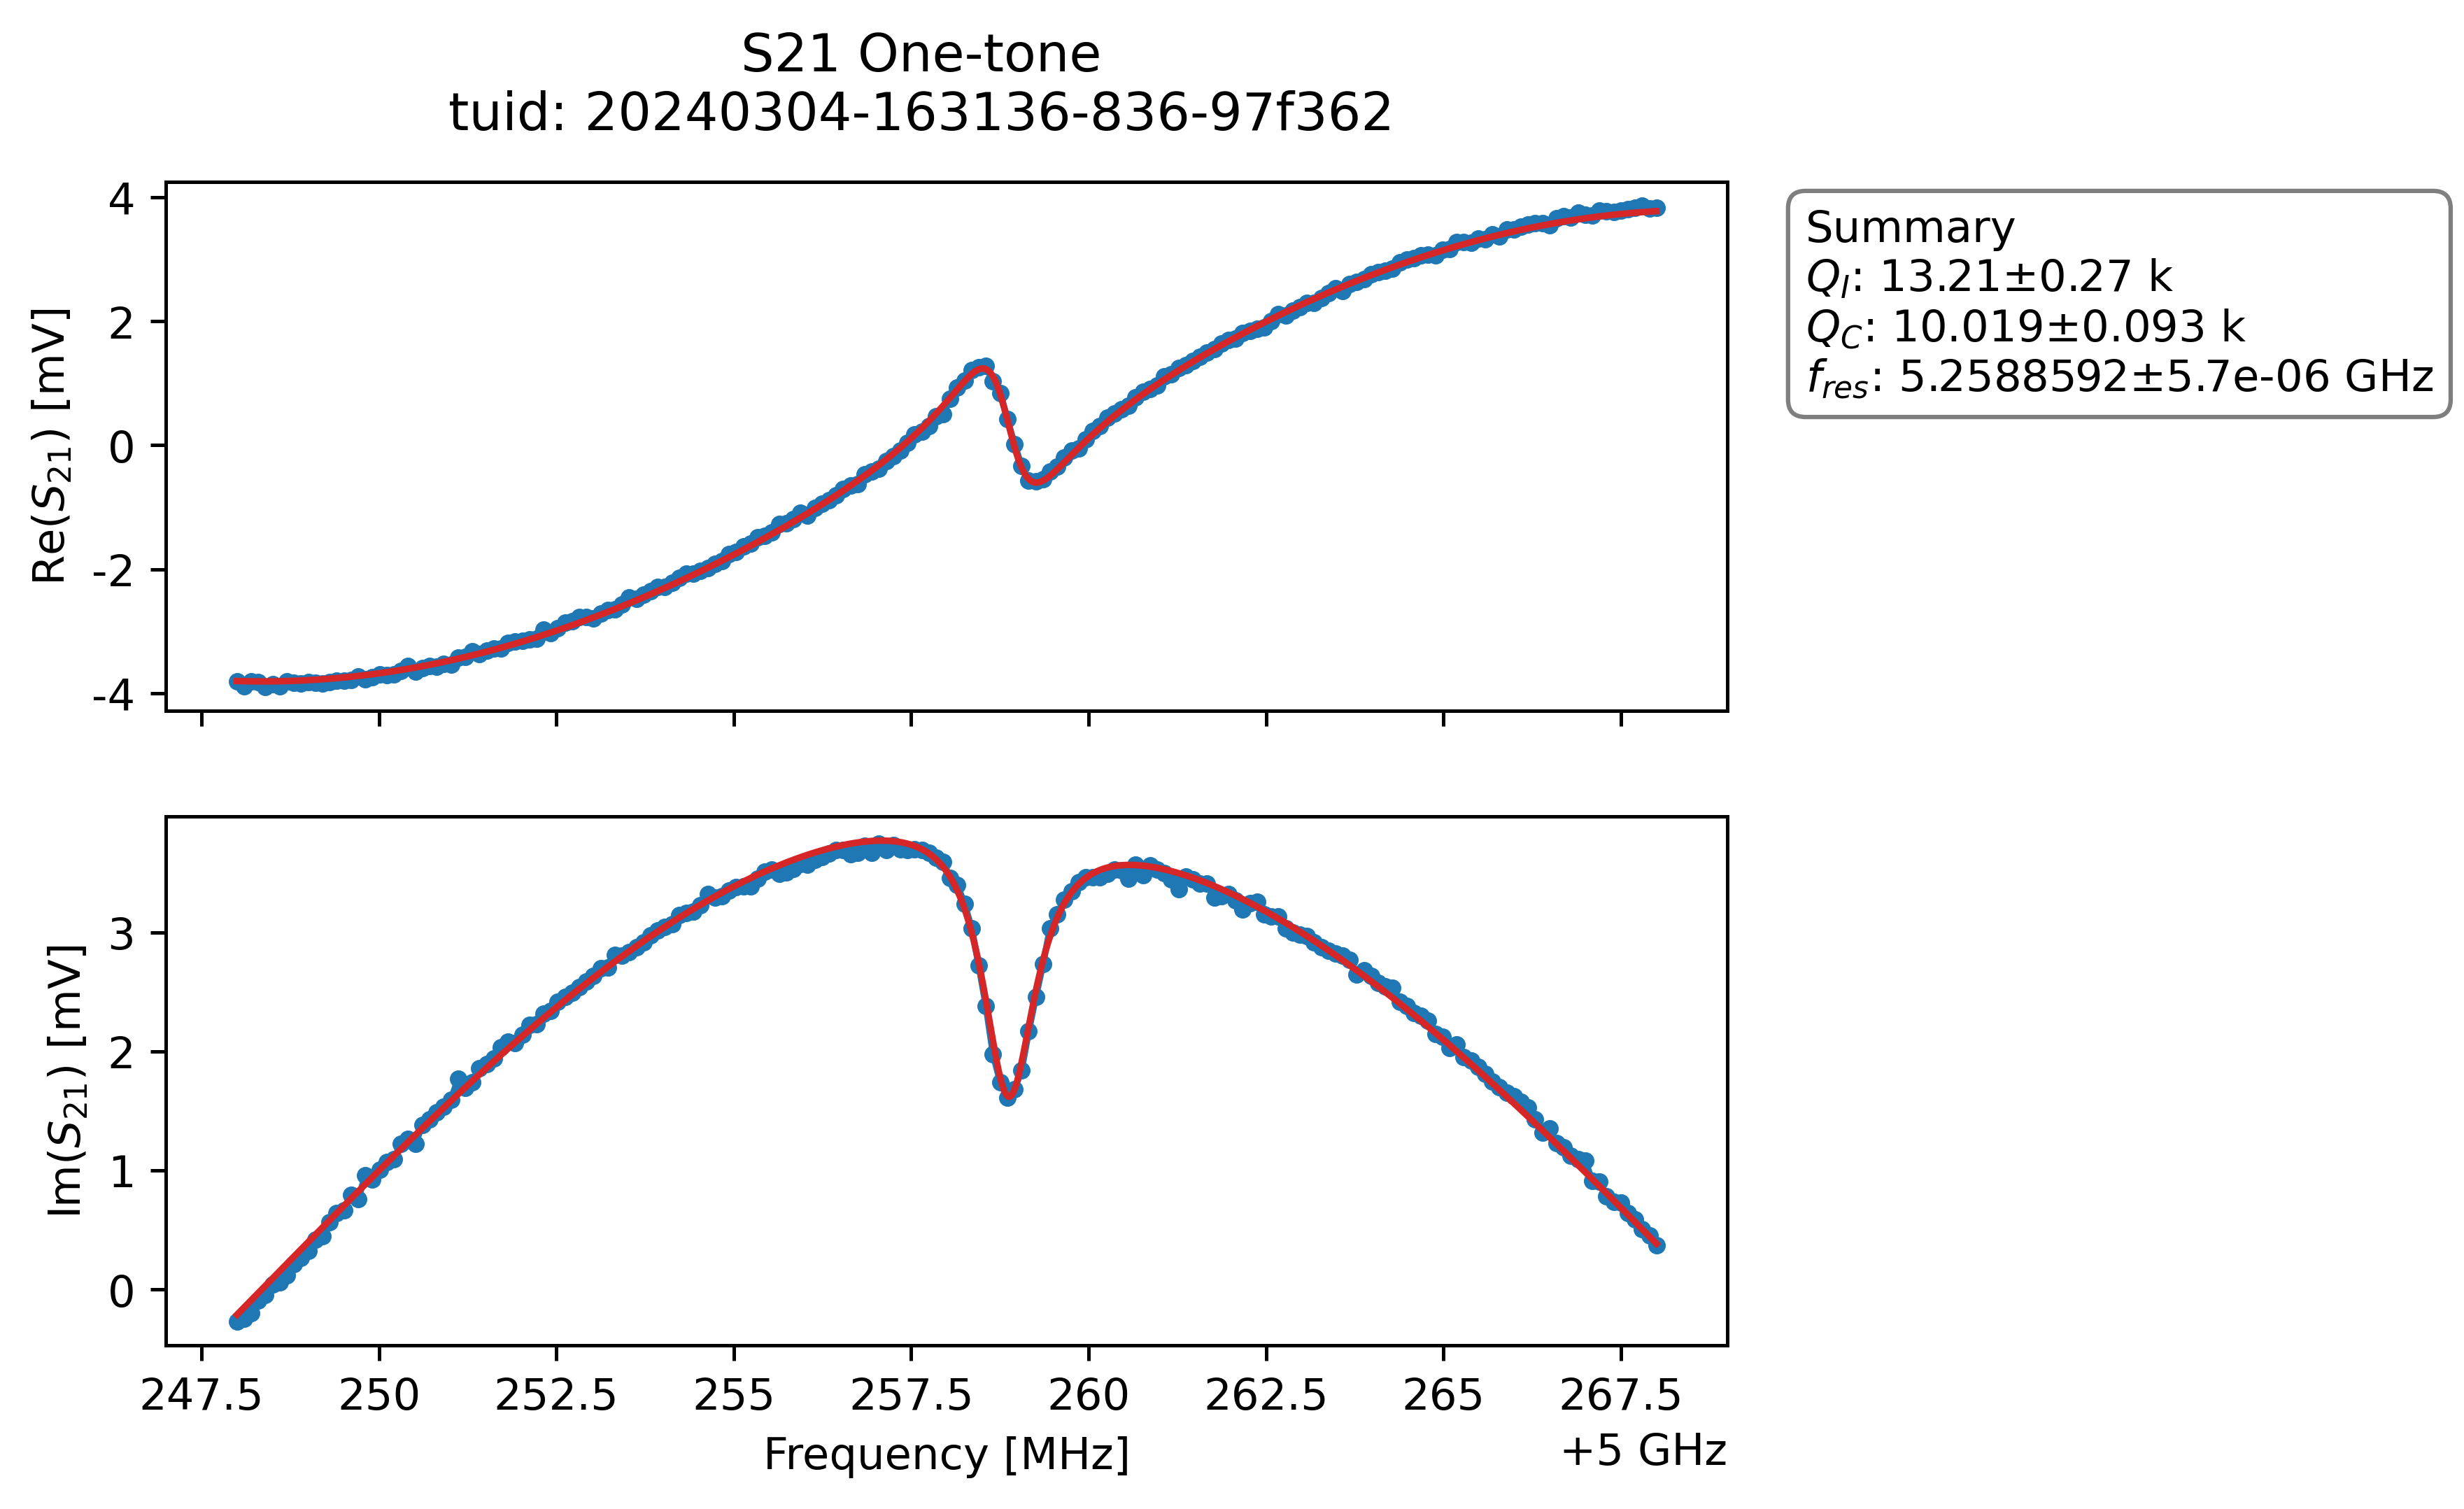 S21 One-tone
tuid: 20240304-163136-836-97f362
4
2
0
-2
-4
Re(S21) [mV]
Summary
QI: 13.21±0.27 k
QC: 10.019±0.093 k
fres: 5.2588592±5.7e-06 GHz
3
2
1
0
Im(S21) [mV]
247.5 250 252.5 255 257.5 260 262.5 265 267.5
Frequency [MHz]
+5 GHz